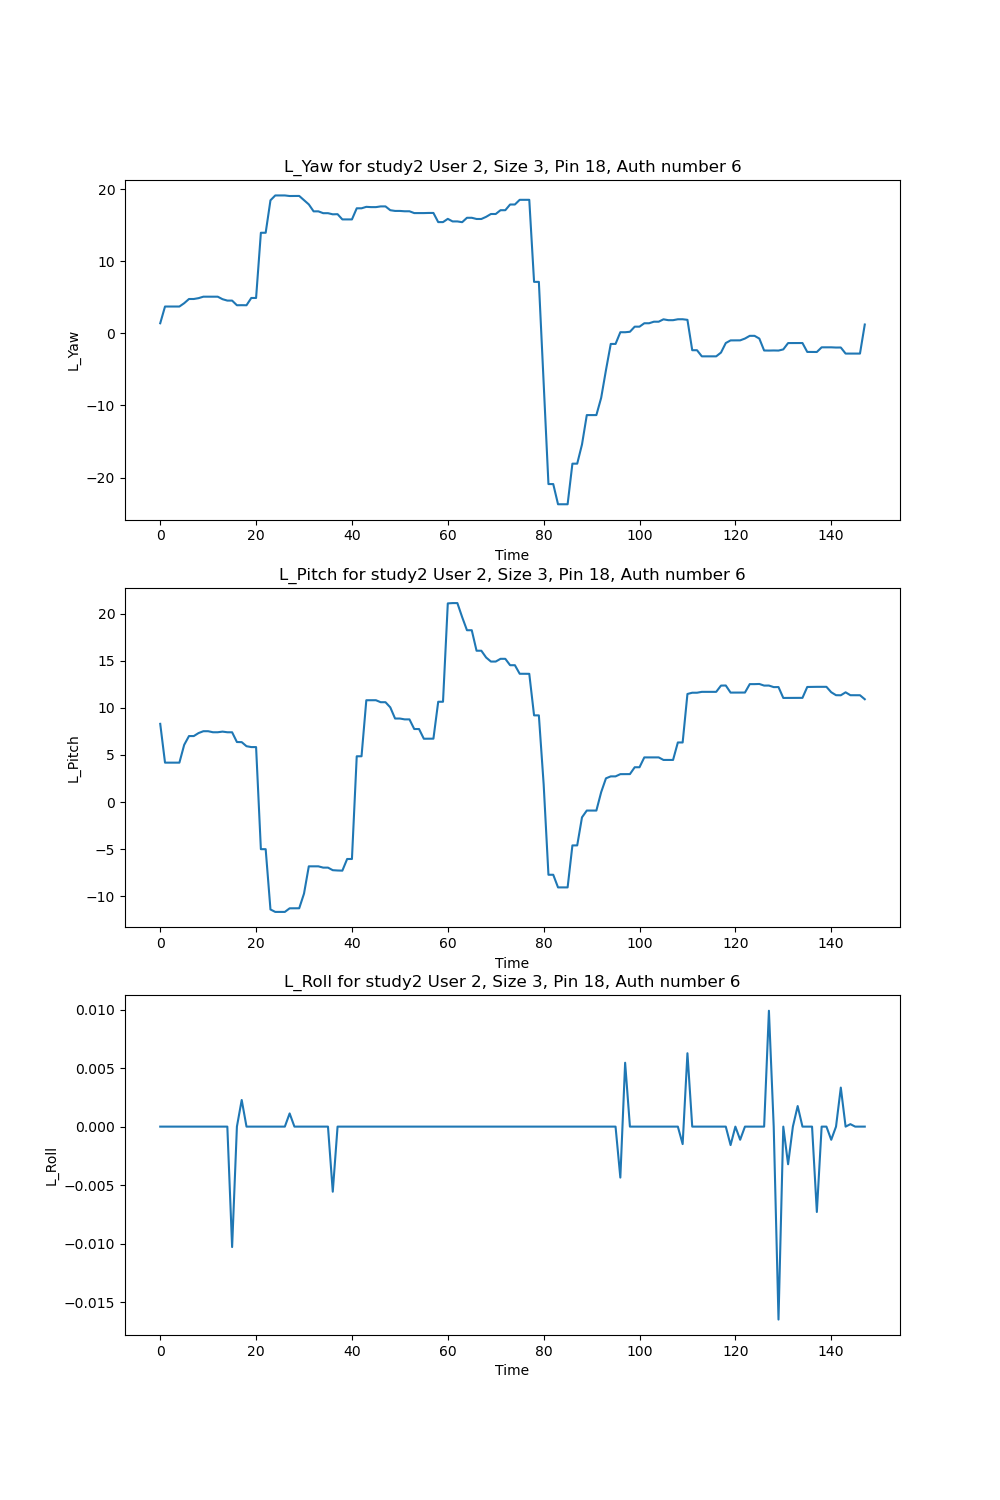 L_Yaw for study2 User 2, Size 3, Pin 18, Auth number 6
20
10
0
−10
−20
L_Yaw
0 20 40 60 80 100 120 140
Time
L_Pitch for study2 User 2, Size 3, Pin 18, Auth number 6
20
15
10
5
0
−5
−10
L_Pitch
0 20 40 60 80 100 120 140
Time
L_Roll for study2 User 2, Size 3, Pin 18, Auth number 6
0.010
0.005
0.000
−0.005
−0.010
−0.015
L_Roll
0 20 40 60 80 100 120 140
Time